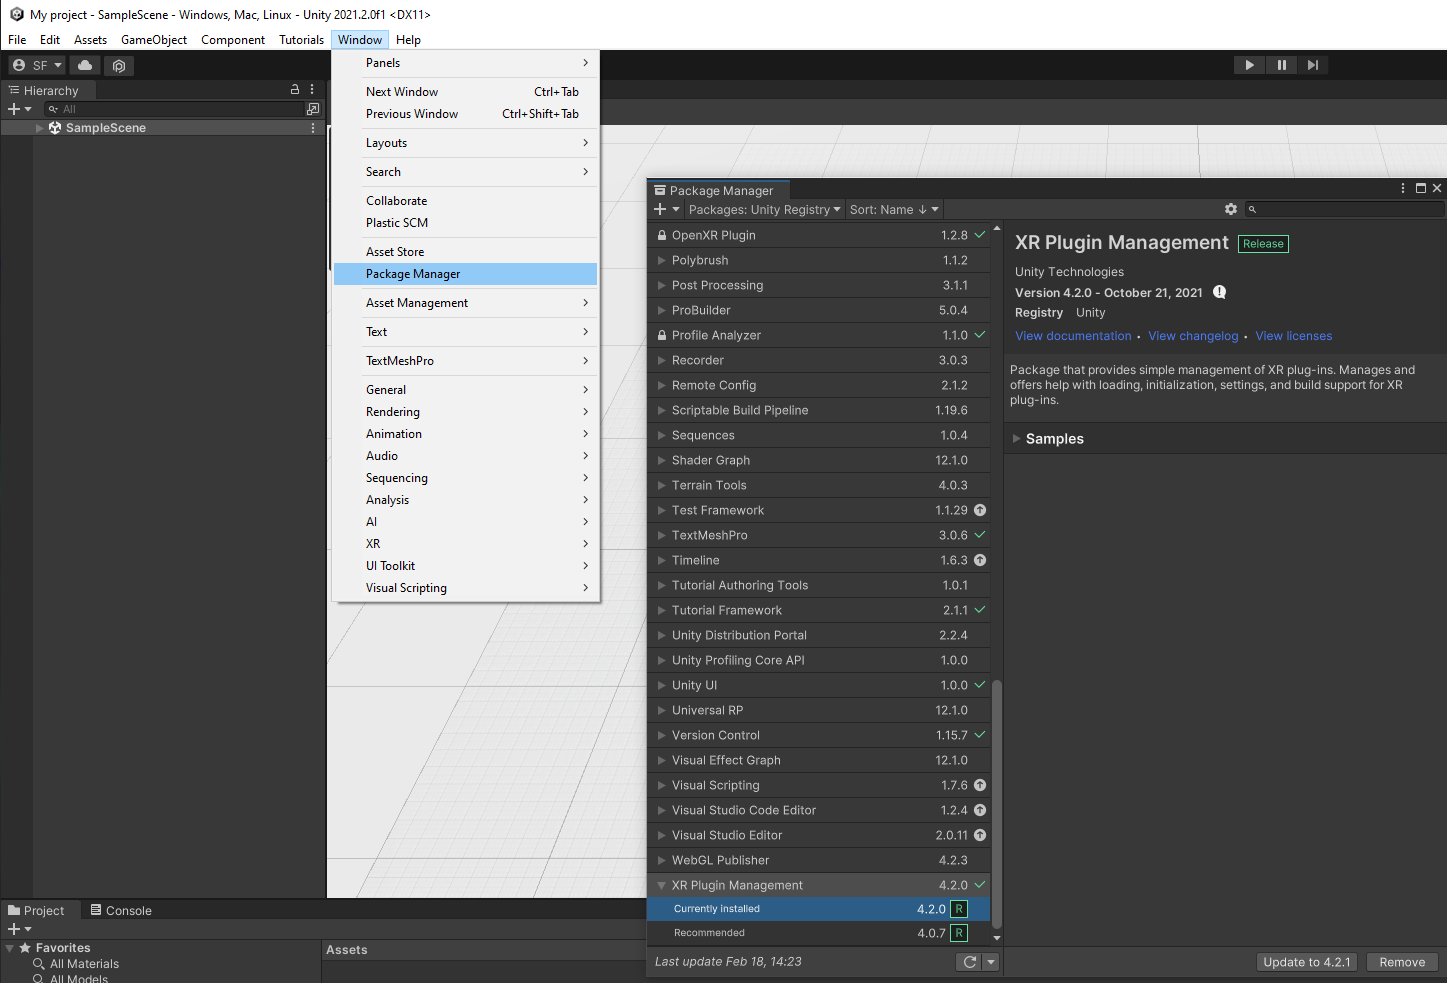 My project - SampleScene - Windows, Mac, Linux - Unity 2021.2.0f1 <DX11>
File Edit Assets GameObject Component Tutorials Window Help
SF
Hierarchy
All
SampleScene
Panels
Next Window Ctrl+Tab
Previous Window Ctrl+Shift+Tab
Layouts
Search
Collaborate
Plastic SCM
Asset Store
Package Manager
Asset Management
Text
TextMeshPro
General
Rendering
Animation
Audio
Sequencing
Analysis
AI
XR
UI Toolkit
Visual Scripting
Package Manager
Packages: Unity Registry Sort: Name ↓
OpenXR Plugin 1.2.8
Polybrush 1.1.2
Post Processing 3.1.1
ProBuilder 5.0.4
Profile Analyzer 1.1.0
Recorder 3.0.3
Remote Config 2.1.2
Scriptable Build Pipeline 1.19.6
Sequences 1.0.4
Shader Graph 12.1.0
Terrain Tools 4.0.3
Test Framework 1.1.29
TextMeshPro 3.0.6
Timeline 1.6.3
Tutorial Authoring Tools 1.0.1
Tutorial Framework 2.1.1
Unity Distribution Portal 2.2.4
Unity Profiling Core API 1.0.0
Unity UI 1.0.0
Universal RP 12.1.0
Version Control 1.15.7
Visual Effect Graph 12.1.0
Visual Scripting 1.7.6
Visual Studio Code Editor 1.2.4
Visual Studio Editor 2.0.11
WebGL Publisher 4.2.3
XR Plugin Management 4.2.0
Currently installed 4.2.0 R
Recommended 4.0.7 R
Last update Feb 18, 14:23
XR Plugin Management Release
Unity Technologies
Version 4.2.0 - October 21, 2021
Registry Unity
View documentation • View changelog • View licenses
Package that provides simple management of XR plug-ins. Manages and
offers help with loading, initialization, settings, and build support for XR
plug-ins.
Samples
Update to 4.2.1 Remove
Project Console
Favorites
All Materials
All Models
Assets